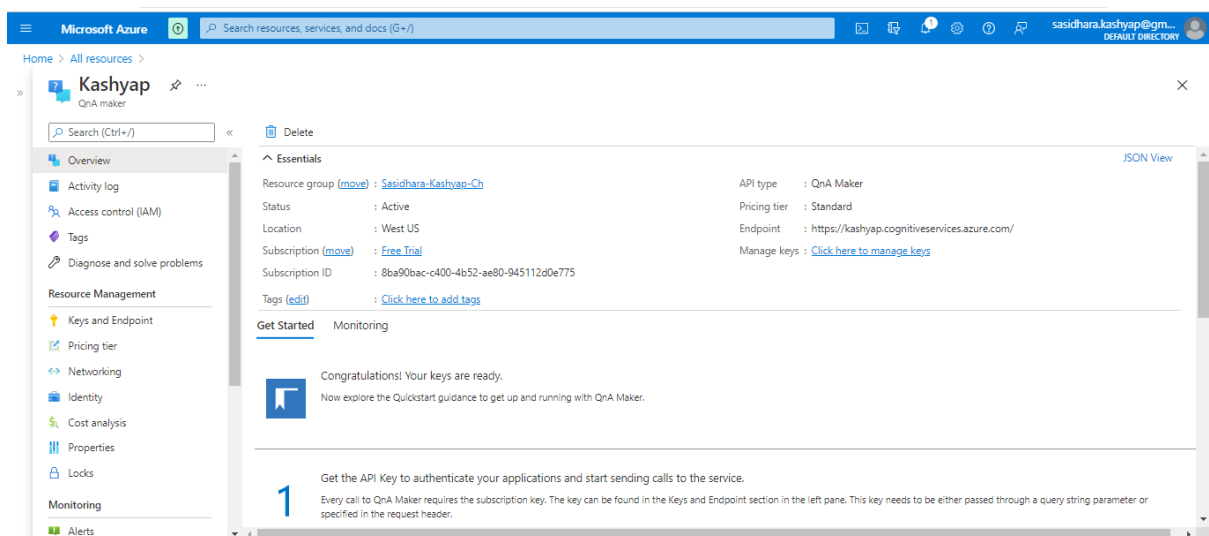 Microsoft Azure
Search resources, services, and docs (G+/)
1
sasidhara.kashyap@gm...
DEFAULT DIRECTORY
Home > All resources >
»
Kashyap ...
QnA maker
Search (Ctrl+/) «
Delete
Overview
Activity log
Access control (IAM)
Tags
Diagnose and solve problems
Resource Management
Keys and Endpoint
Pricing tier
Networking
Identity
Cost analysis
Properties
Locks
Monitoring
Alerts
Essentials
JSON View
Resource group (move) : Sasidhara-Kashyap-Ch
Status : Active
Location : West US
Subscription (move) : Free Trial
Subscription ID : 8ba90bac-c400-4b52-ae80-945112d0e775
Tags (edit) : Click here to add tags
API type : QnA Maker
Pricing tier : Standard
Endpoint : https://kashyap.cognitiveservices.azure.com/
Manage keys : Click here to manage keys
Get Started Monitoring
Congratulations! Your keys are ready.
Now explore the Quickstart guidance to get up and running with QnA Maker.
1
Get the API Key to authenticate your applications and start sending calls to the service.
Every call to QnA Maker requires the subscription key. The key can be found in the Keys and Endpoint section in the left pane. This key needs to be either passed through a query string parameter or
specified in the request header.